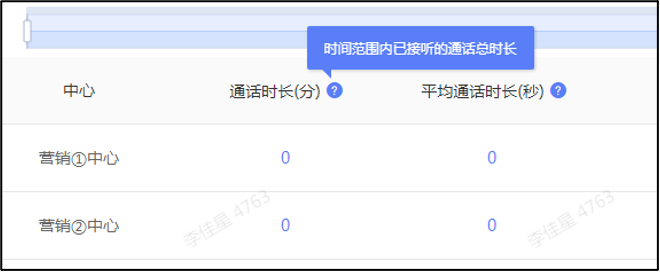 时间范围内已接听的通话总时长
中心 通话时长(分) ? 平均通话时长(秒) ?
营销①中心 0 0
营销②中心 0 0
李佳星 4763 李佳星 4763